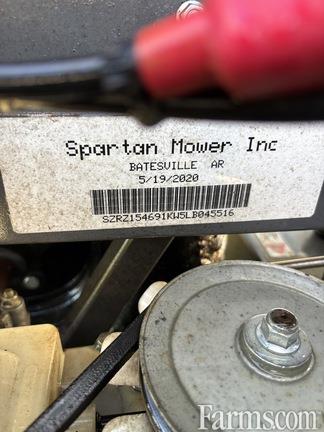 Spartan Mower Inc
BATESVILLE AR
5/19/2020
SZRZ154691KW5LB045516
Farms.com